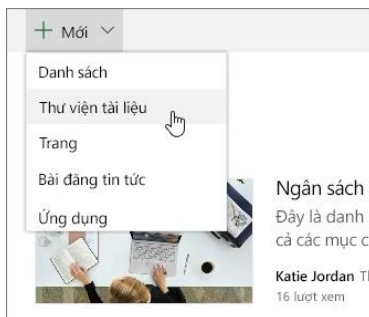 Mới
Danh sách
Thư viện tài liệu
Trang
Bài đăng tin tức
Ứng dụng
Ngân sách
Đây là danh
cả các mục
Katie Jordan
16 lượt xem